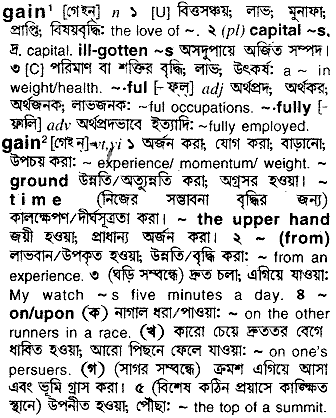 gain¹ [গেইন্] n ১ [U] বিত্তসঞ্চয়; লাভ; মুনাফা;
প্রাপ্তি; বিষয়বৃদ্ধি: the love of ~. ২ (pl) capital ~s,
দ্র. capital. ill-gotten ~s অসদুপায়ে অর্জিত সম্পদ।
৩ [C] পরিমাণ বা শক্তির বৃদ্ধি; লাভ; উৎকর্ষ: a ~ in
weight/health. ~·ful [–ফ্ল্] adj অর্থপ্রদ, অর্থকর;
অর্থজনক; লাভজনক: ~ful occupations. ~·fully [–
ফ্লি] adv অর্থপ্রদভাবে ইত্যাদি: ~fully employed.
gain² [গেইন্] vt,vi ১ অর্জন করা; যোগ করা; বাড়ানো;
উপচয় করা: ~ experience/ momentum/ weight. ~
ground উন্নতি/অত্যুন্নতি করা; অগ্রসর হওয়া। ~
time (নিজের সম্ভাবনা বৃদ্ধির জন্য)
কালক্ষেপণ/দীর্ঘসূত্রতা করা। ~ the upper hand
জয়ী হওয়া; প্রাধান্য অর্জন করা। ২ ~ (from)
লাভবান/উপকৃত হওয়া; উন্নতি/বৃদ্ধি করা: ~ from an
experience. ৩ (ঘড়ি সম্বন্ধে) দ্রুত চলা; এগিয়ে যাওয়া:
My watch ~s five minutes a day. ৪ ~
on/upon (ক) নাগাল ধরা/পাওয়া: ~ on the other
runners in a race. (খ) কারো চেয়ে দ্রুততর বেগে
ধাবিত হওয়া; আরো পিছনে ফেলে যাওয়া: ~ on one's
persuers. (গ) (সাগর সম্বন্ধে) ক্রমশ এগিয়ে আসা
এবং ভূমি গ্রাস করা। ৫ (বিশেষ কঠিন প্রয়াসে কাঙ্ক্ষিত
স্থানে) উপনীত হওয়া; পৌঁছা: ~ the top of a summit.